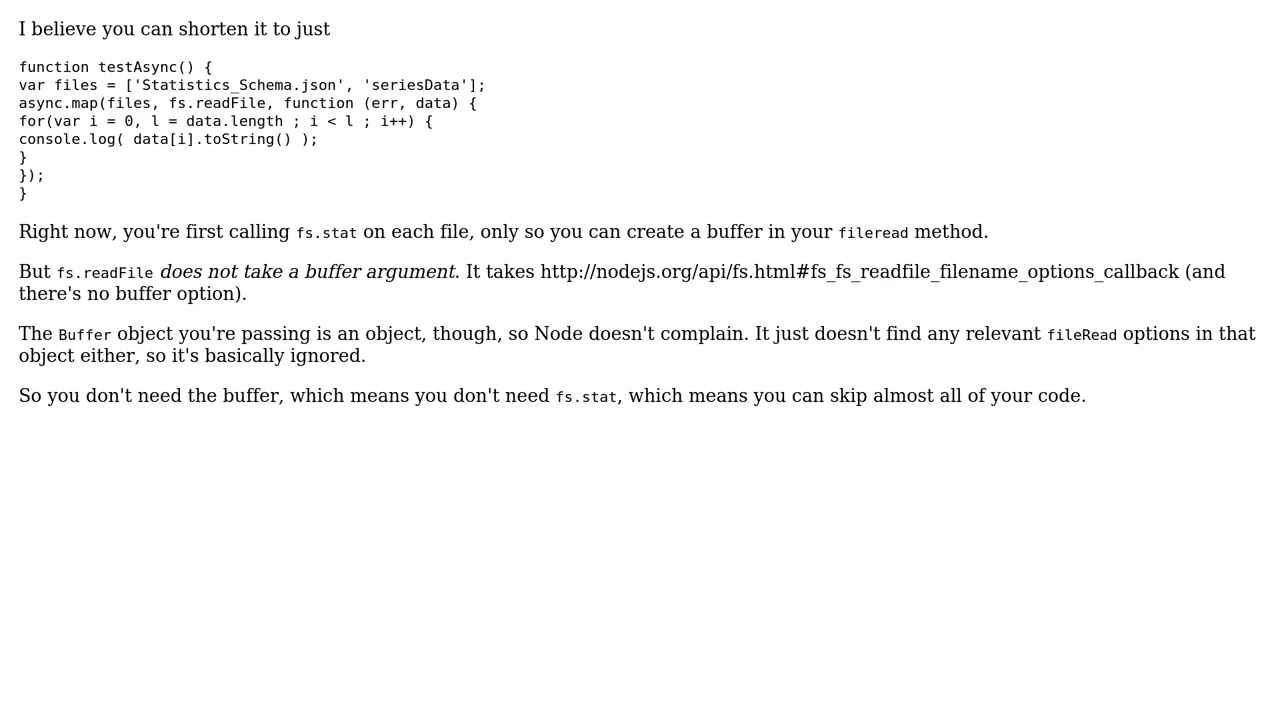 I believe you can shorten it to just
function testAsync() {
var files = ['Statistics_Schema.json', 'seriesData'];
async.map(files, fs.readFile, function (err, data) {
for(var i = 0, l = data.length ; i < l ; i++) {
console.log( data[i].toString() );
}
});
}
Right now, you're first calling fs.stat on each file, only so you can create a buffer in your fileread method.
But fs.readFile does not take a buffer argument. It takes http://nodejs.org/api/fs.html#fs_fs_readfile_filename_options_callback (and
there's no buffer option).
The Buffer object you're passing is an object, though, so Node doesn't complain. It just doesn't find any relevant fileRead options in that
object either, so it's basically ignored.
So you don't need the buffer, which means you don't need fs.stat, which means you can skip almost all of your code.